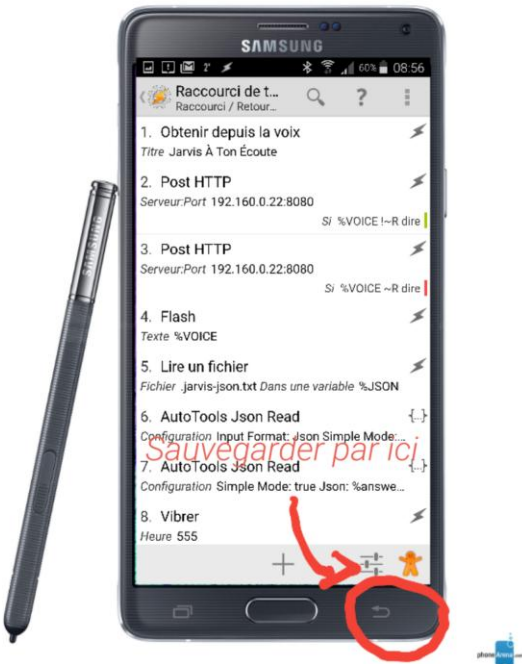 SAMSUNG
2° 60% 08:56
Raccourci de t...
Raccourci / Retour...
?
1. Obtenir depuis la voix
Titre Jarvis À Ton Écoute
2. Post HTTP
Serveur:Port 192.160.0.22:8080
Si %VOICE !~R dire
3. Post HTTP
Serveur:Port 192.160.0.22:8080
Si %VOICE ~R dire
4. Flash
Texte %VOICE
5. Lire un fichier
Fichier .jarvis-json.txt Dans une variable %JSON
6. AutoTools Json Read
{...}
Configuration Input Format: Json Simple Mode:...
Sauvegarder par ici
7. AutoTools Json Read
{...}
Configuration Simple Mode: true Json: %answe...
8. Vibrer
Heure 555
SAMSUNG
phoneArena.com